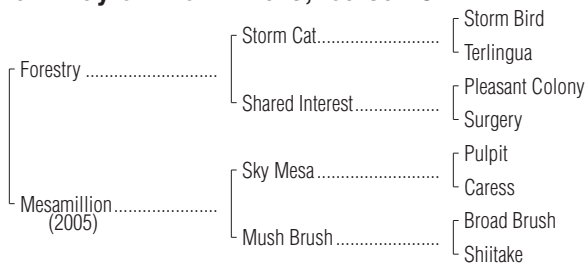 Storm Bird
Storm Cat
Terlingua
Forestry
Pleasant Colony
Shared Interest
Surgery
Pulpit
Sky Mesa
Caress
Mesamillion
(2005)
Broad Brush
Mush Brush
Shiitake